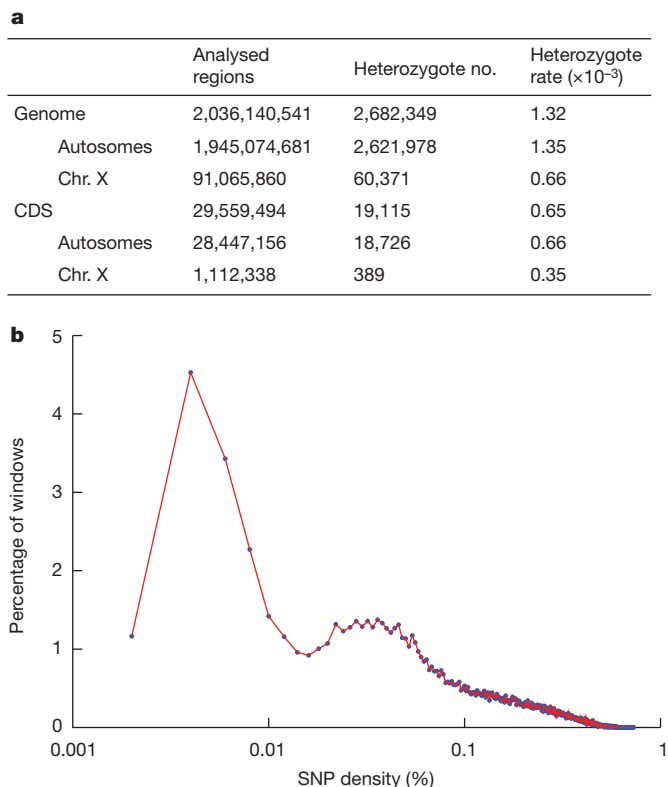 a
Analysed regions Heterozygote no. Heterozygote rate (×10⁻³)
Genome 2,036,140,541 2,682,349 1.32
Autosomes 1,945,074,681 2,621,978 1.35
Chr. X 91,065,860 60,371 0.66
CDS 29,559,494 19,115 0.65
Autosomes 28,447,156 18,726 0.66
Chr. X 1,112,338 389 0.35
b
Percentage of windows
5
4
3
2
1
0
0.001 0.01 0.1 1
SNP density (%)